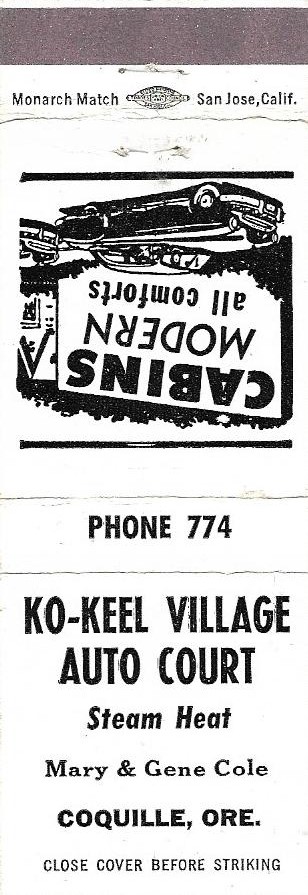 Monarch Match San Jose, Calif.
CABINS
MODERN
all comforts
PHONE 774
KO-KEEL VILLAGE
AUTO COURT
Steam Heat
Mary & Gene Cole
COQUILLE, ORE.
CLOSE COVER BEFORE STRIKING